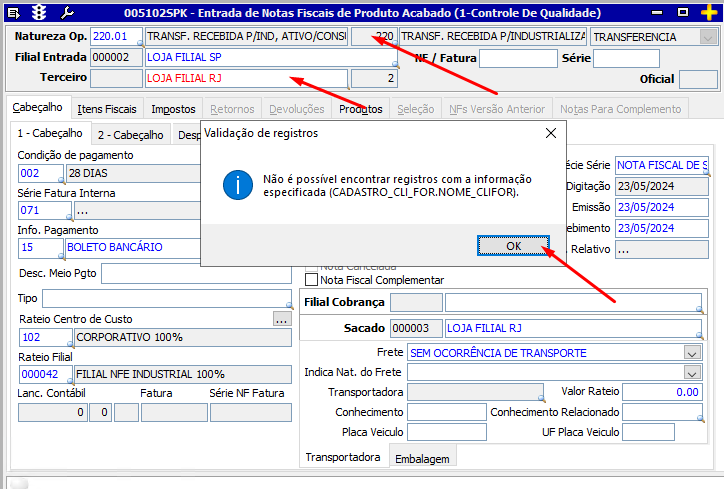 005102SPK - Entrada de Notas Fiscais de Produto Acabado (1-Controle De Qualidade)
Natureza Op. 220.01 TRANSF. RECEBIDA P/IND, ATIVO/CONSU 220 TRANSF. RECEBIDA P/INDUSTRIALIZA TRANSFERENCIA
Filial Entrada 000002 LOJA FILIAL SP NF / Fatura Série
Terceiro LOJA FILIAL RJ 2 Oficial
Cabeçalho Itens Fiscais Impostos Retornos Devoluções Produtos Seleção NFs Versão Anterior Notas Para Complemento
1 - Cabeçalho 2 - Cabeçalho Desp
Validação de registros
Não é possível encontrar registros com a informação
especificada (CADASTRO_CLI_FOR.NOME_CLIFOR).
OK
Condição de pagamento
002 28 DIAS
Série Fatura Interna
071 ...
Info. Pagamento
15 BOLETO BANCÁRIO
Desc. Meio Pgto
Tipo
Rateio Centro de Custo ...
102 CORPORATIVO 100%
Rateio Filial
000042 FILIAL NFE INDUSTRIAL 100%
Lanc. Contábil Fatura Série NF Fatura
0 0
écie Série NOTA FISCAL DE S
Digitação 23/05/2024
Emissão 23/05/2024
ebimento 23/05/2024
. Relativo ...
Nota Cancelada
Nota Fiscal Complementar
Filial Cobrança
Sacado 000003 LOJA FILIAL RJ
Frete SEM OCORRÊNCIA DE TRANSPORTE
Indica Nat. do Frete
Transportadora Valor Rateio 0.00
Conhecimento Conhecimento Relacionado
Placa Veiculo UF Placa Veiculo
Transportadora Embalagem